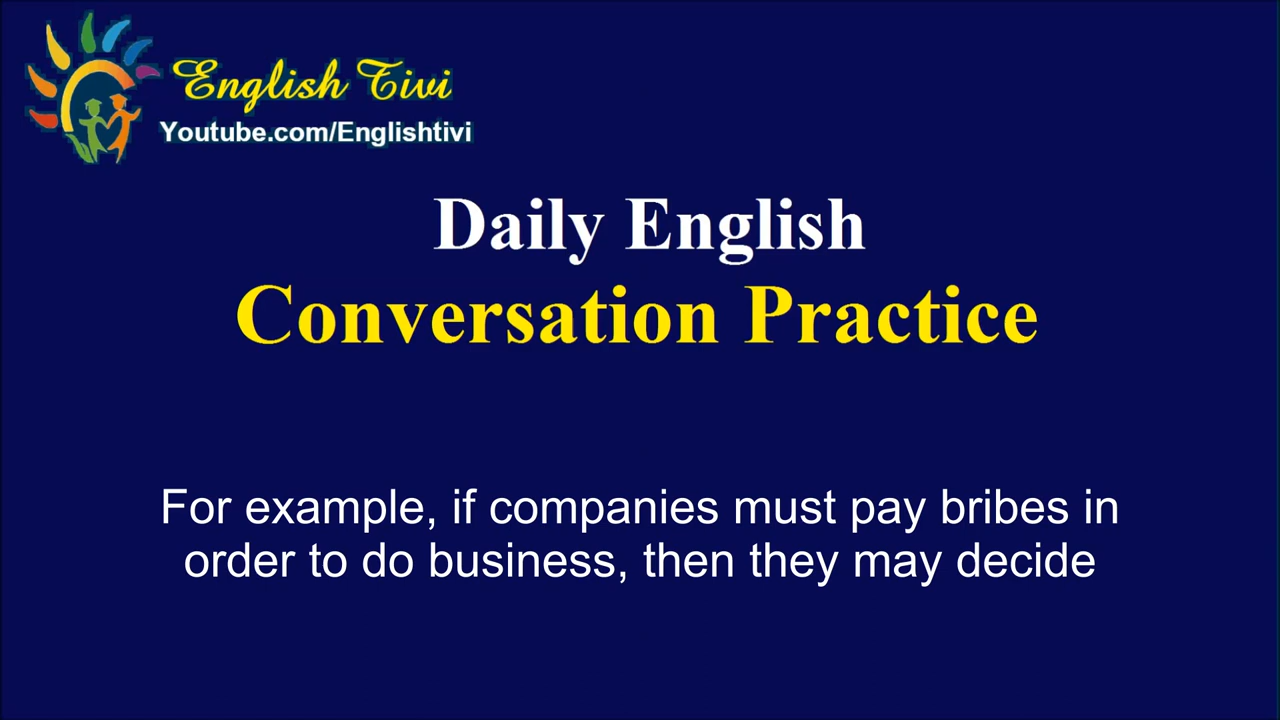 English Tivi
Youtube.com/Englishtivi
Daily English
Conversation Practice
For example, if companies must pay bribes in
order to do business, then they may decide